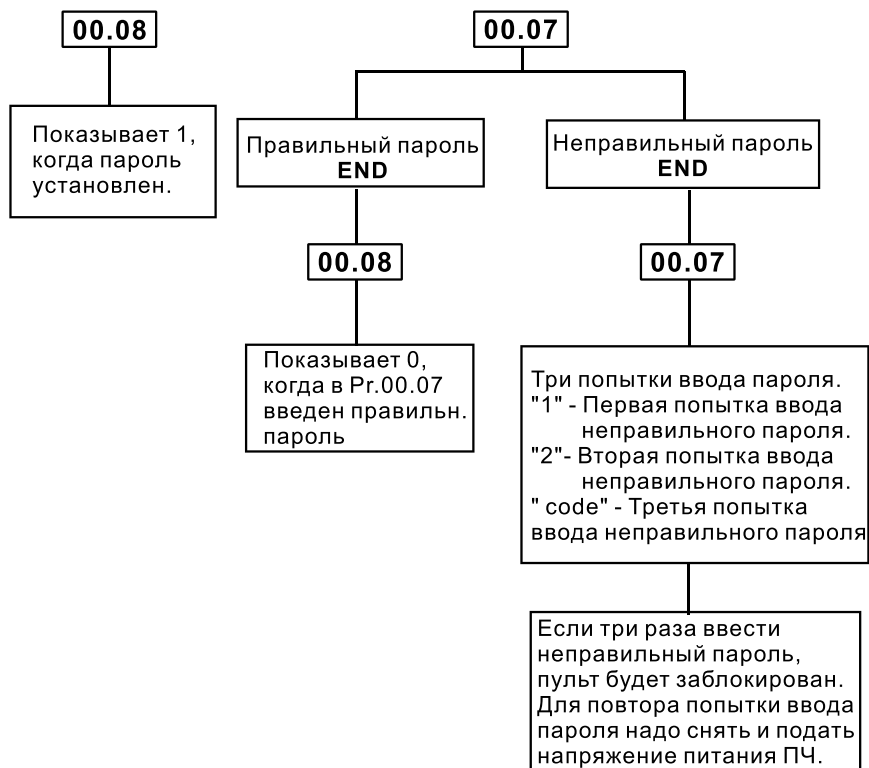 00.08
Показывает 1,
когда пароль
установлен.
00.07
Правильный пароль
END
00.08
Показывает 0,
когда в Pr.00.07
введен правильн.
пароль
Неправильный пароль
END
00.07
Три попытки ввода пароля.
"1" - Первая попытка ввода
неправильного пароля.
"2"- Вторая попытка ввода
неправильного пароля.
" code" - Третья попытка
ввода неправильного пароля
Если три раза ввести
неправильный пароль,
пульт будет заблокирован.
Для повтора попытки ввода
пароля надо снять и подать
напряжение питания ПЧ.